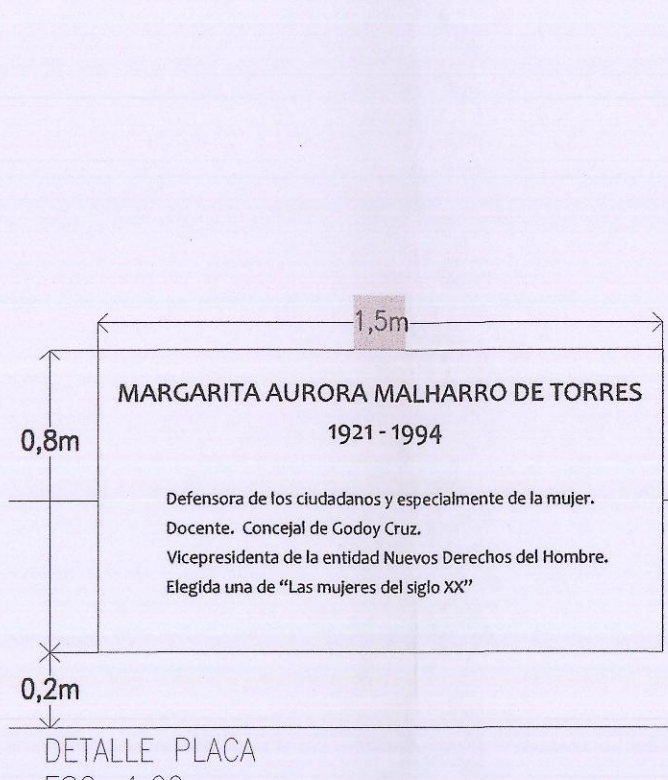 1,5m
MARGARITA AURORA MALHARRO DE TORRES
0,8m
1921 - 1994
Defensora de los ciudadanos y especialmente de la mujer.
Docente. Concejal de Godoy Cruz.
Vicepresidenta de la entidad Nuevos Derechos del Hombre.
Elegida una de “Las mujeres del siglo XX”
0,2m
DETALLE PLACA